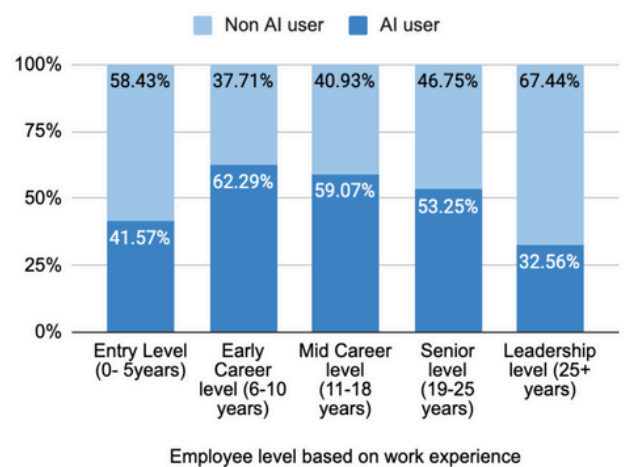 Non AI user AI user
100%
58.43% 37.71% 40.93% 46.75% 67.44%
75%
62.29% 59.07% 53.25%
50%
41.57% 32.56%
25%
0%
Entry Level
(0- 5years)
Early
Career
level (6-10
years)
Mid Career
level
(11-18
years)
Senior
level
(19-25
years)
Leadership
level (25+
years)
Employee level based on work experience